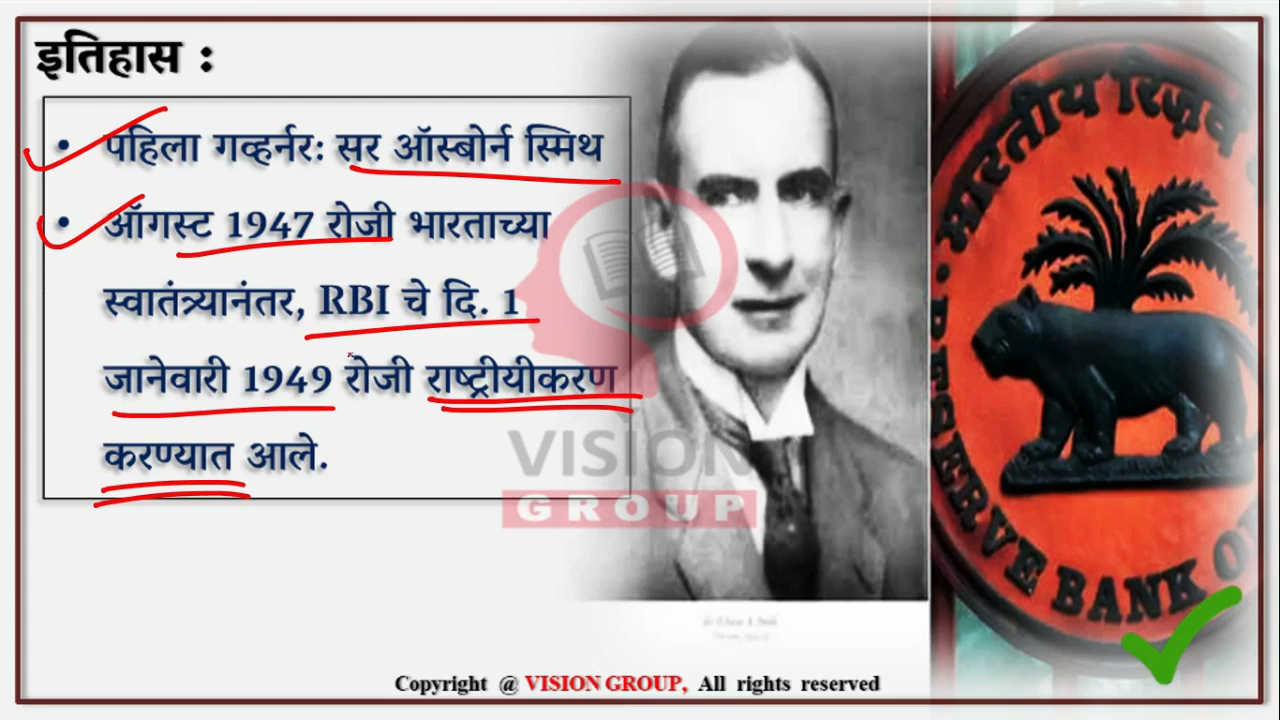 इतिहास :
• पहिला गव्हर्नर: सर ऑस्बोर्न स्मिथ
• ऑगस्ट 1947 रोजी भारताच्या
स्वातंत्र्यानंतर, RBI चे दि. 1
जानेवारी 1949 रोजी राष्ट्रीयीकरण
करण्यात आले.
VISION
GROUP
भारतीय रिज़र्व
RESERVE BANK O
Copyright @ VISION GROUP, All rights reserved